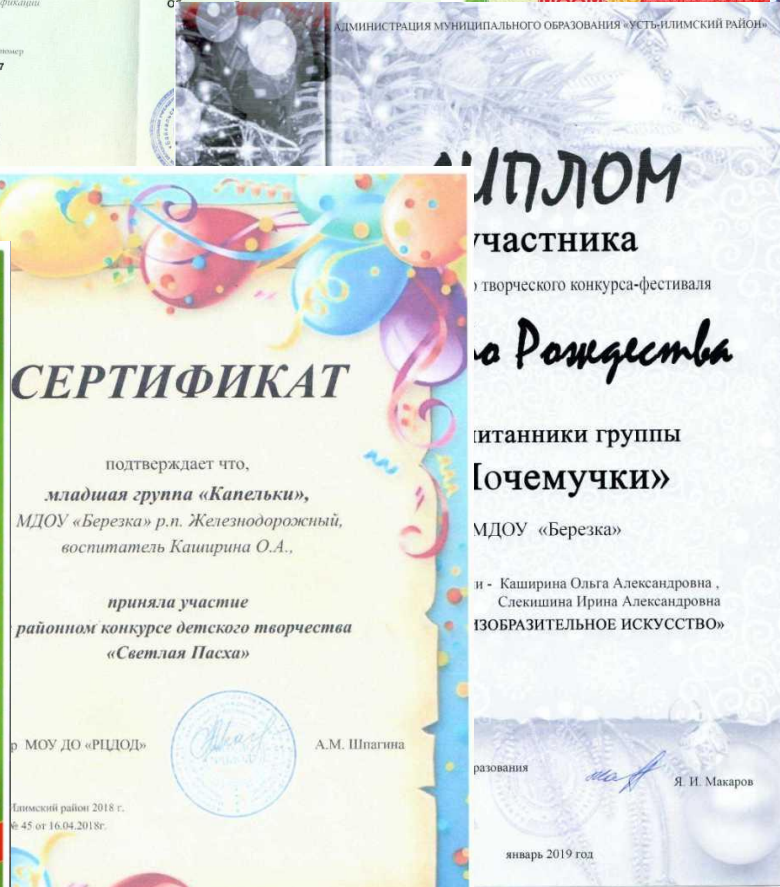 АДМИНИСТРАЦИЯ МУНИЦИПАЛЬНОГО ОБРАЗОВАНИЯ «УСТЬ-ИЛИМСКИЙ РАЙОН»
ИПЛОМ
участника
творческого конкурса-фестиваля
о Рождества
итанники группы
Почемучки»
МДОУ «Березка»
и - Каширина Ольга Александровна ,
Слекишина Ирина Александровна
ИЗОБРАЗИТЕЛЬНОЕ ИСКУССТВО»
разования
Я. И. Макаров
январь 2019 год
СЕРТИФИКАТ
подтверждает что,
младшая группа «Капельки»,
МДОУ «Березка» р.п. Железнодорожный,
воспитатель Каширина О.А.,
приняла участие
районном конкурсе детского творчества
«Светлая Пасха»
р МОУ ДО «РЦДОД»
А.М. Шпагина
Илимский район 2018 г.
№ 45 от 16.04.2018г.